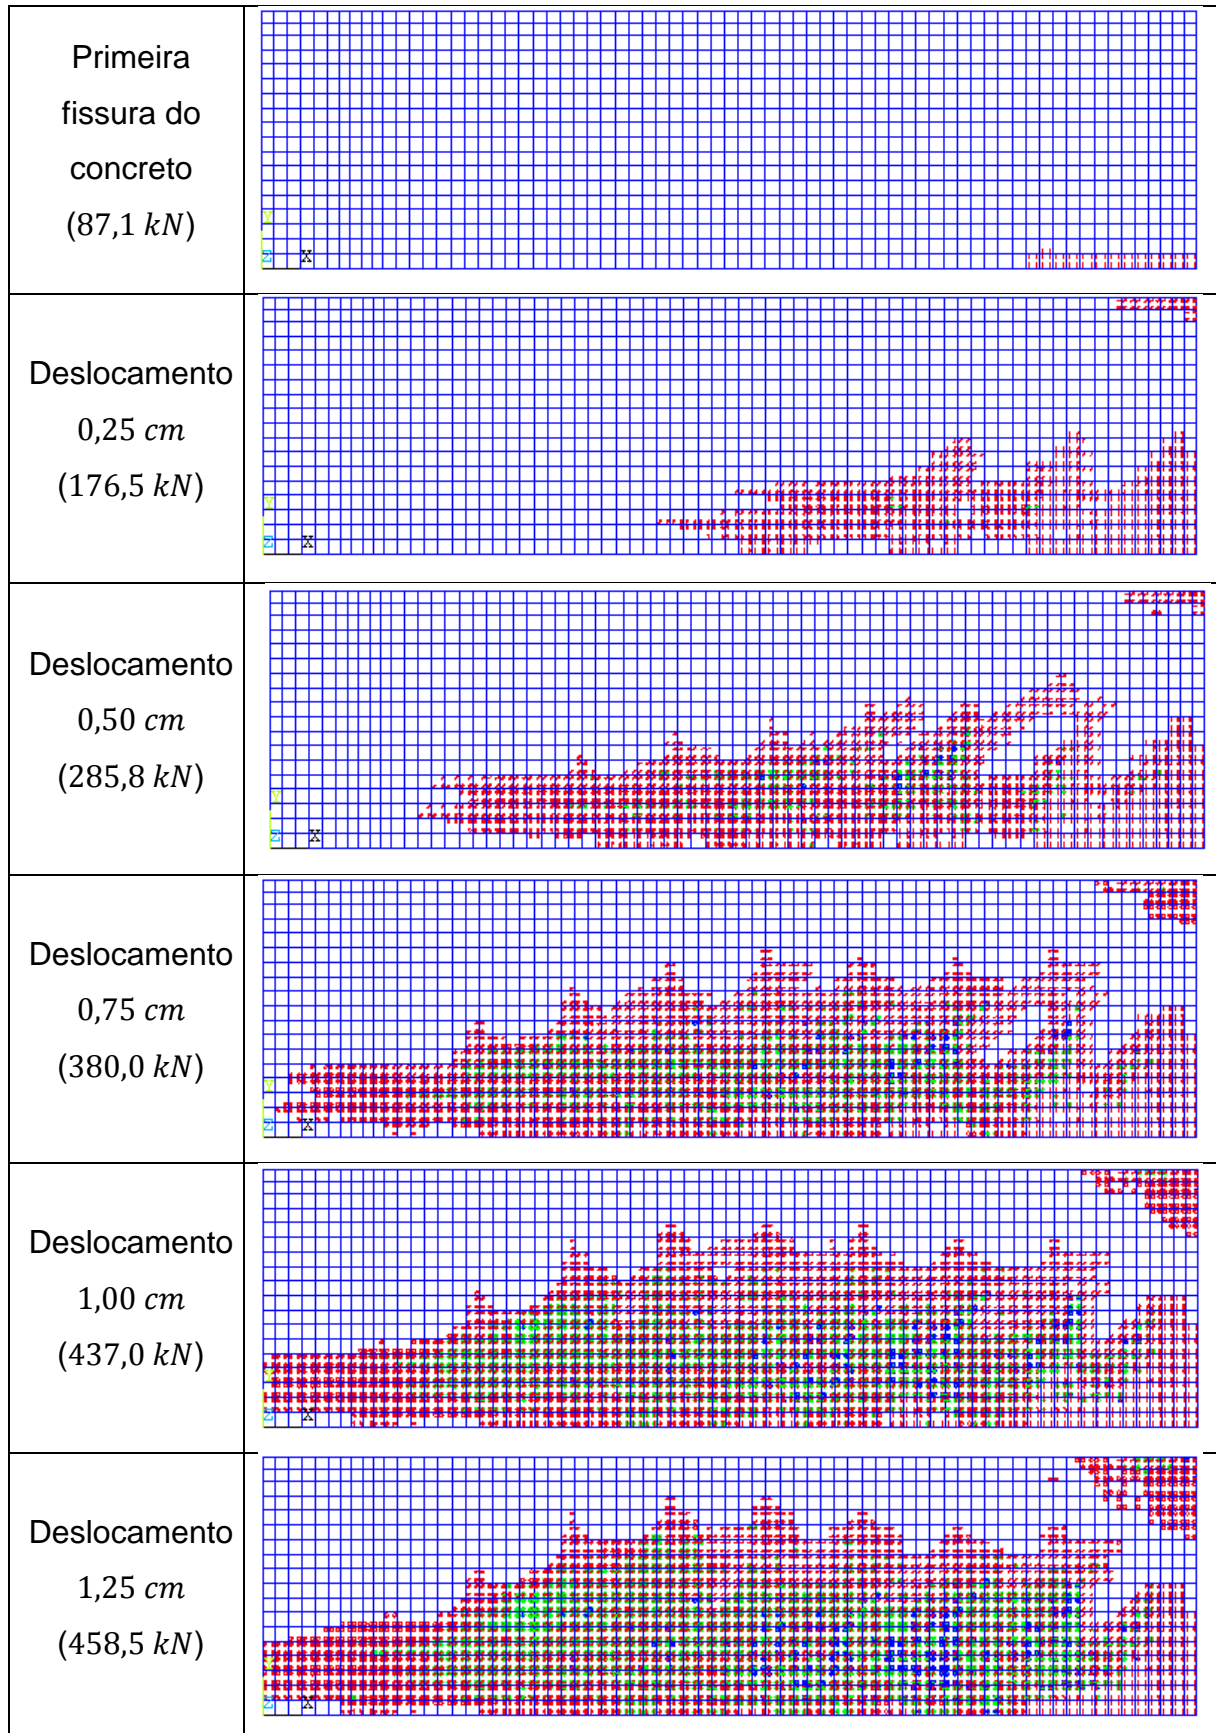 Primeira
fissura do
concreto
(87,1 kN)
Y
Z X
Deslocamento
0,25 cm
(176,5 kN)
Y
Z X
Deslocamento
0,50 cm
(285,8 kN)
Y
Z X
Deslocamento
0,75 cm
(380,0 kN)
Y
Z X
Deslocamento
1,00 cm
(437,0 kN)
Y
Z X
Deslocamento
1,25 cm
(458,5 kN)
Y
Z X